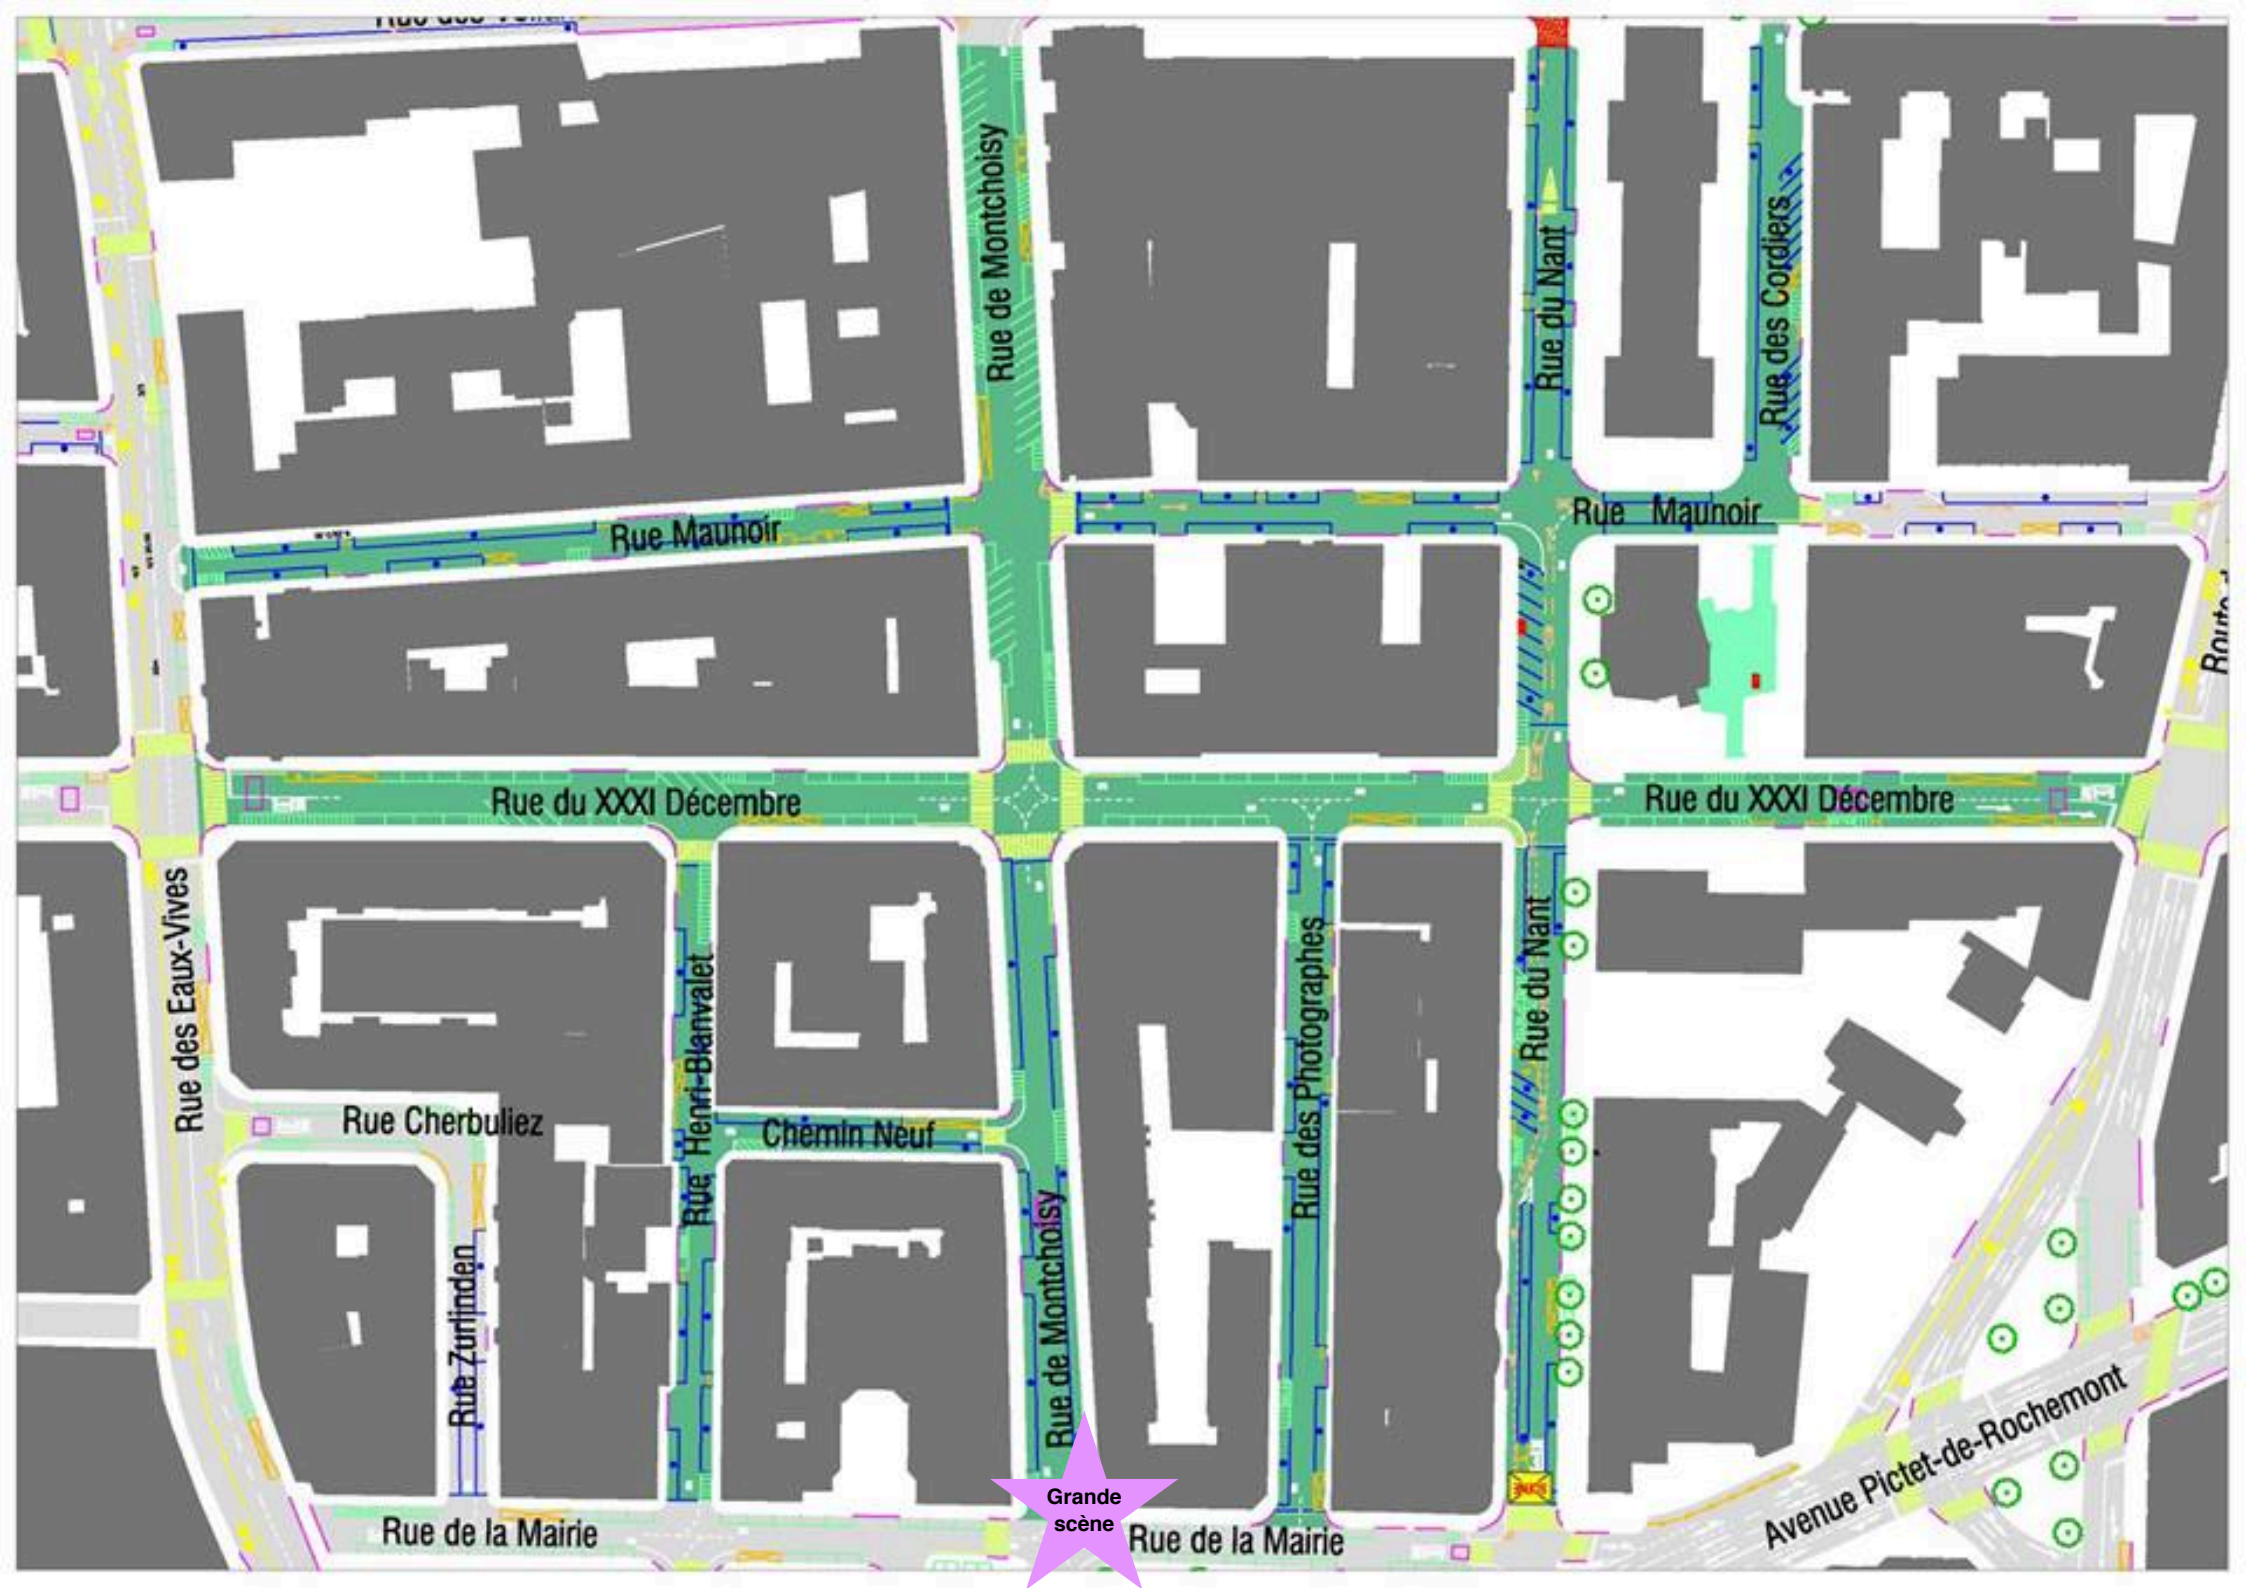 Rue de Montchoisy
Rue du Nant
Rue des Cordiers
Rue Maunoir
Rue Maunoir
Rue du XXXI Décembre
Rue du XXXI Décembre
Rue des Eaux-Vives
Rue Henri-Blanvalet
Rue des Photographes
Rue du Nant
Rue Cherbuliez
Chemin Neuf
Rue Zurlinden
Rue de Montchoisy
Avenue Pictet-de-Rochemont
Grande
scène
Rue de la Mairie
Rue de la Mairie